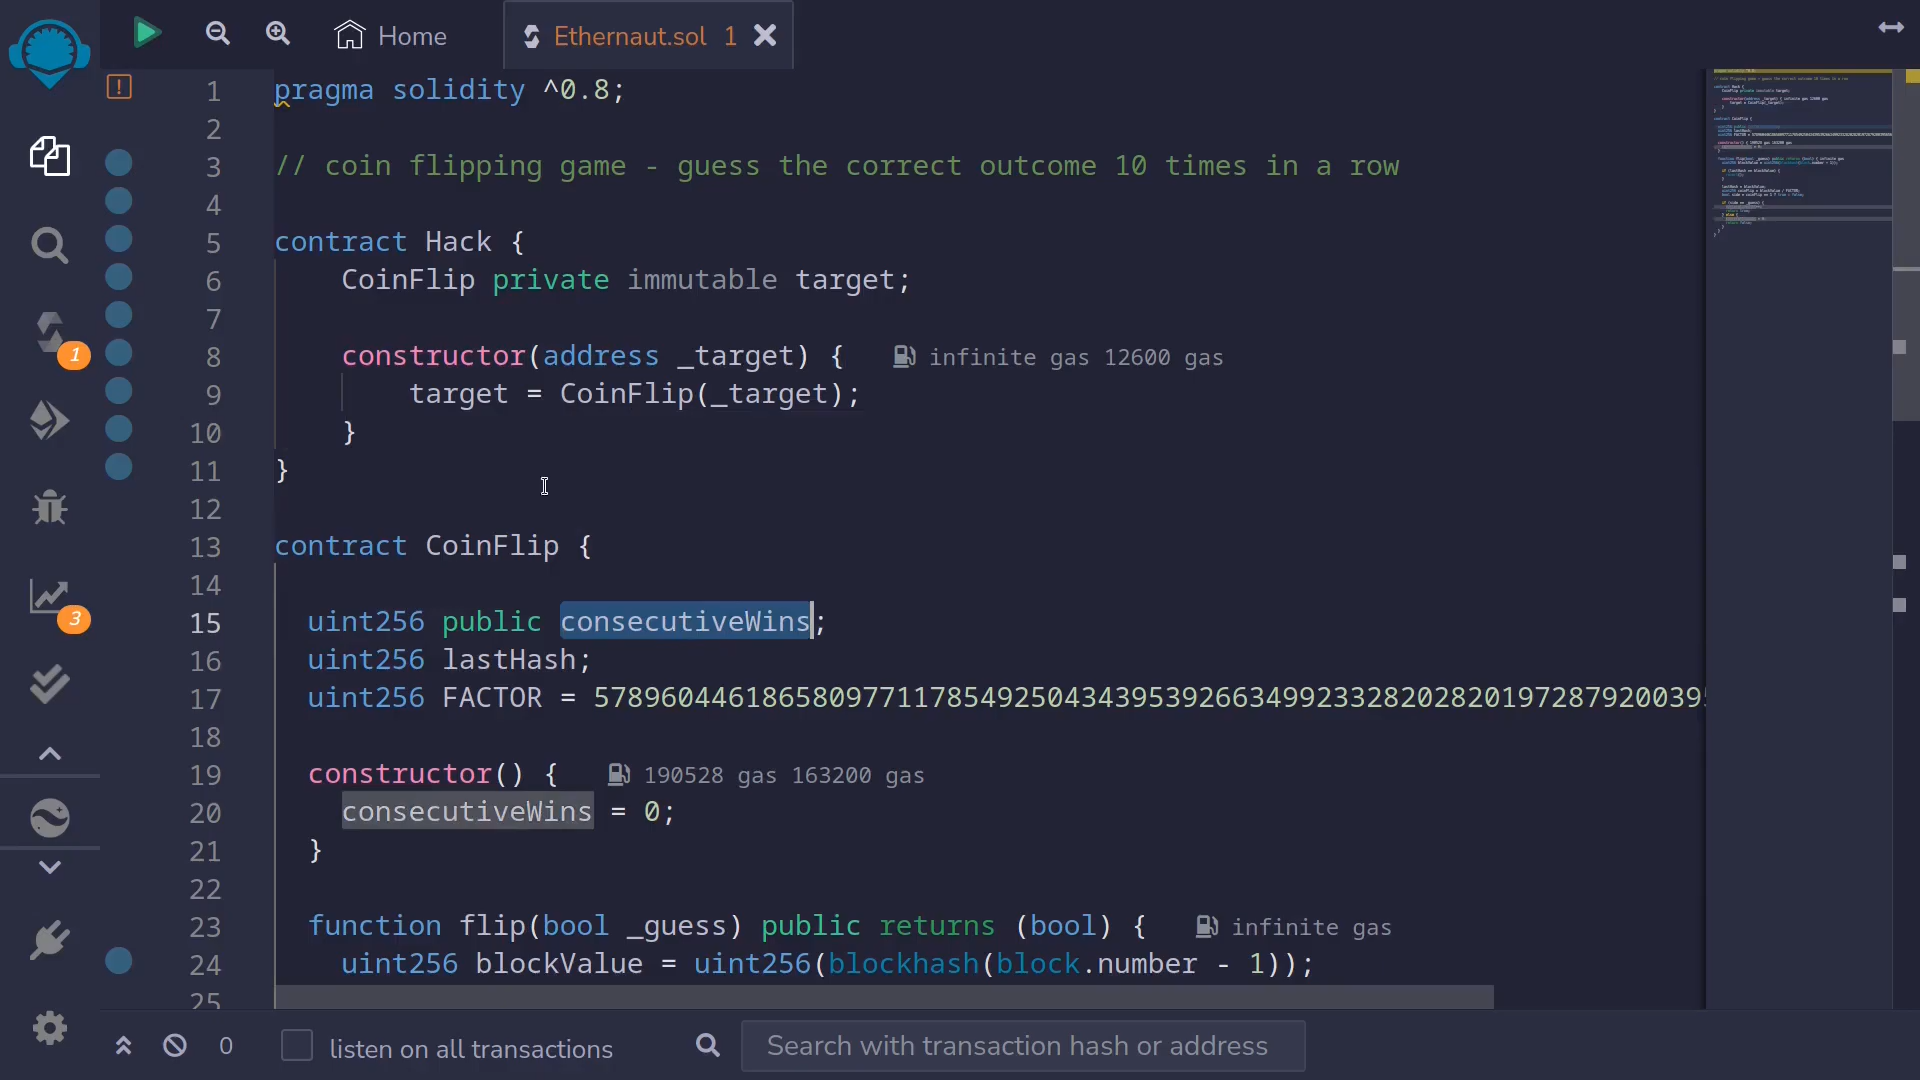 Home
Ethernaut.sol 1
1 pragma solidity ^0.8;
2
3 // coin flipping game - guess the correct outcome 10 times in a row
4
5 contract Hack {
6 CoinFlip private immutable target;
7
8 constructor(address _target) { infinite gas 12600 gas
9 target = CoinFlip(_target);
10 }
11 }
12
13 contract CoinFlip {
14
15 uint256 public consecutiveWins;
16 uint256 lastHash;
17 uint256 FACTOR = 5789604461865809771178549250434395392663499233282028201972879200395
18
19 constructor() { 190528 gas 163200 gas
20 consecutiveWins = 0;
21 }
22
23 function flip(bool _guess) public returns (bool) { infinite gas
24 uint256 blockValue = uint256(blockhash(block.number - 1));
25
1
3
0
listen on all transactions
Search with transaction hash or address